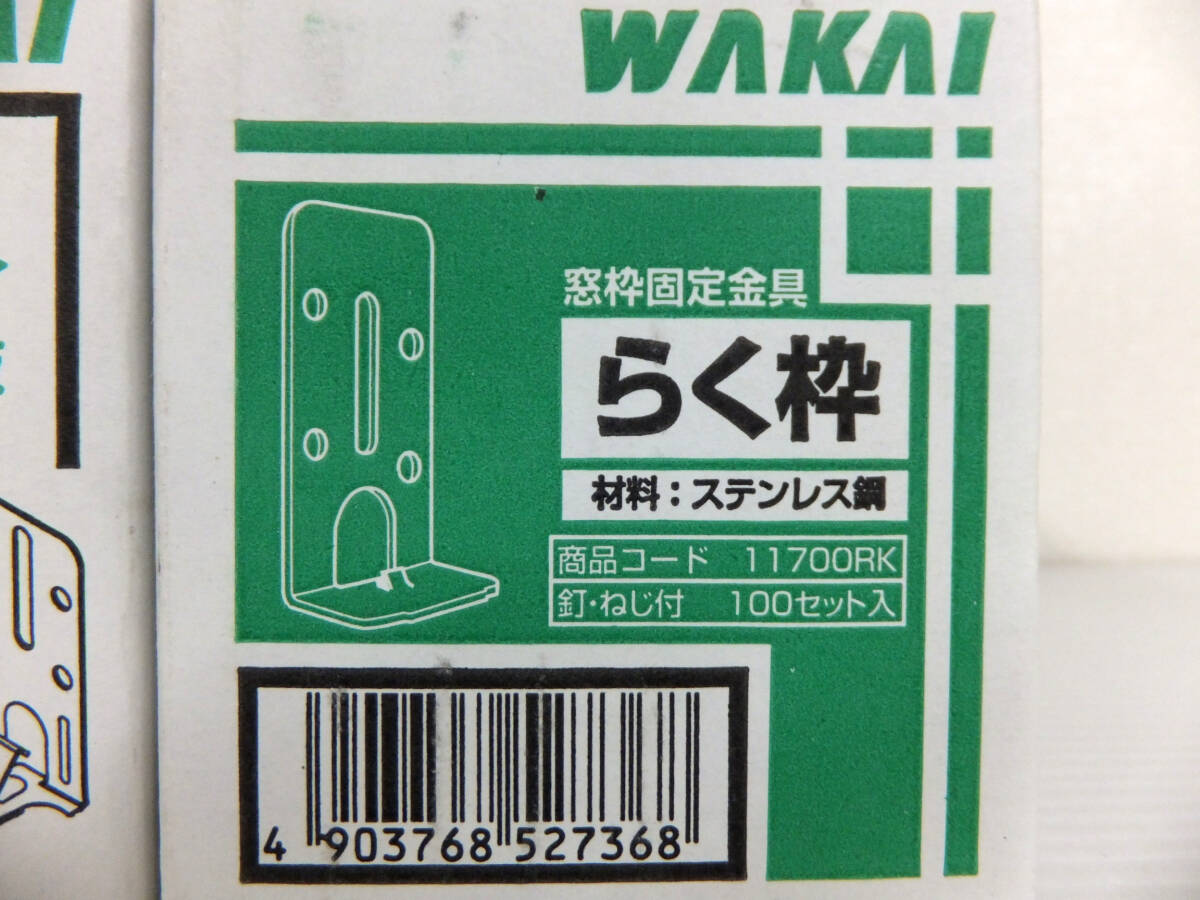 WAKAI
窓枠固定金具
らく枠
材料：ステンレス鋼
商品コード 11700RK
釘・ねじ付 100セット入
4 903768 527368